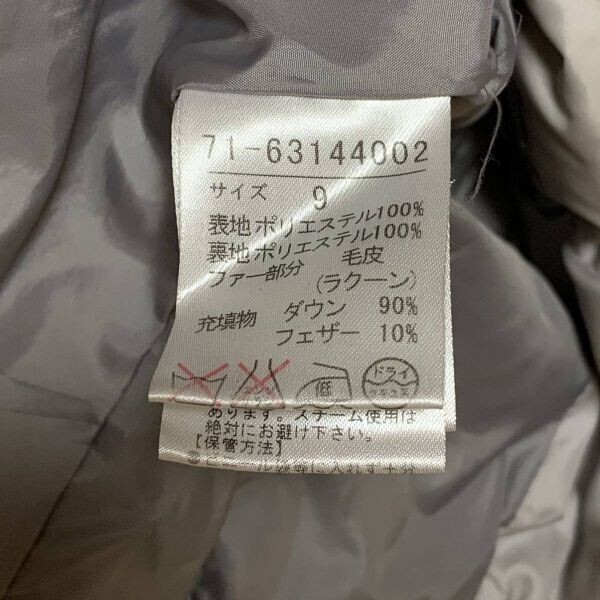 71-63144002
サイズ 9
表地 ポリエステル100%
裏地 ポリエステル100%
ファー部分 毛皮
(ラクーン)
充填物 ダウン 90%
フェザー 10%
低 ドライ
あります。スチーム使用は
絶対にお避け下さい。
【保管方法】